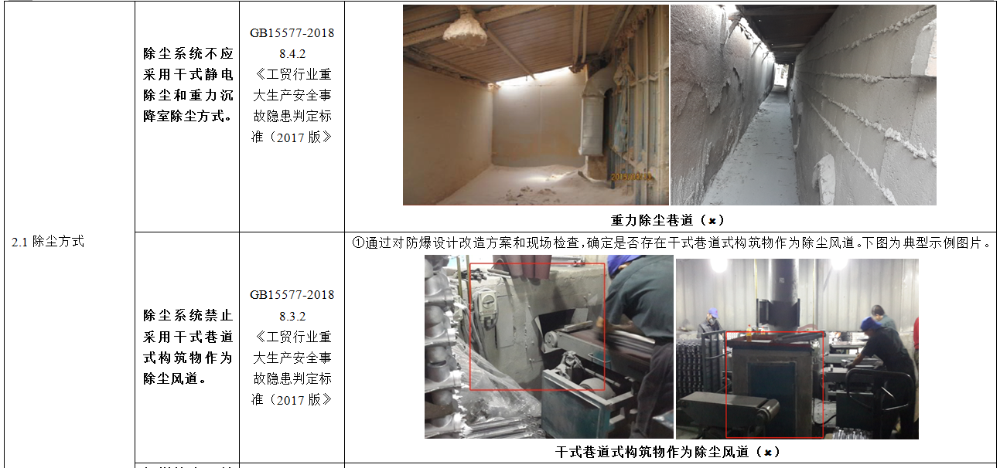 2.1 除尘方式
除尘系统不应
采用干式静电
除尘和重力沉
降室除尘方式。
GB15577-2018
8.4.2
《工贸行业重
大生产安全事
故隐患判定标
准（2017 版》
重力除尘巷道（✖）
除尘系统禁止
采用干式巷道
式构筑物作为
除尘风道。
GB15577-2018
8.3.2
《工贸行业重
大生产安全事
故隐患判定标
准（2017 版》
①通过对防爆设计改造方案和现场检查，确定是否存在干式巷道式构筑物作为除尘风道。下图为典型示例图片。
干式巷道式构筑物作为除尘风道（✖）